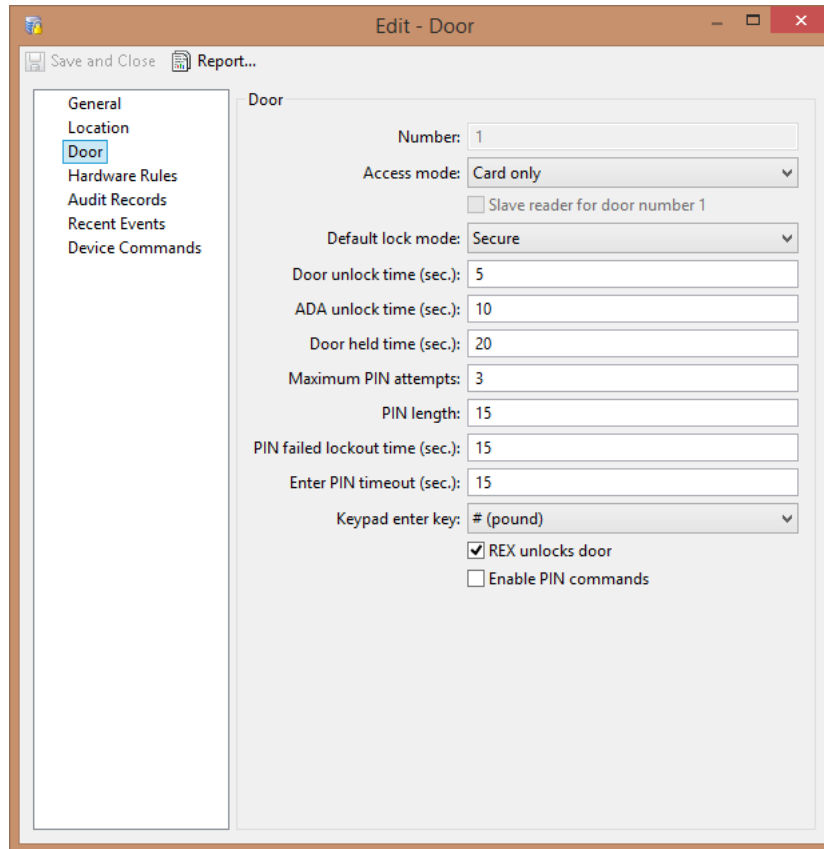 Edit - Door
Save and Close Report...
General
Location
Door
Hardware Rules
Audit Records
Recent Events
Device Commands
Door
Number: 1
Access mode: Card only
Slave reader for door number 1
Default lock mode: Secure
Door unlock time (sec.): 5
ADA unlock time (sec.): 10
Door held time (sec.): 20
Maximum PIN attempts: 3
PIN length: 15
PIN failed lockout time (sec.): 15
Enter PIN timeout (sec.): 15
Keypad enter key: # (pound)
REX unlocks door
Enable PIN commands